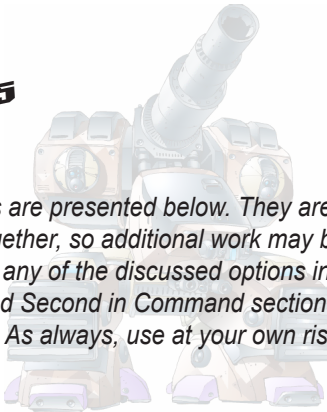 s are presented below. They are
gether, so additional work may b
any of the discussed options in
d Second in Command section
As always, use at your own ris